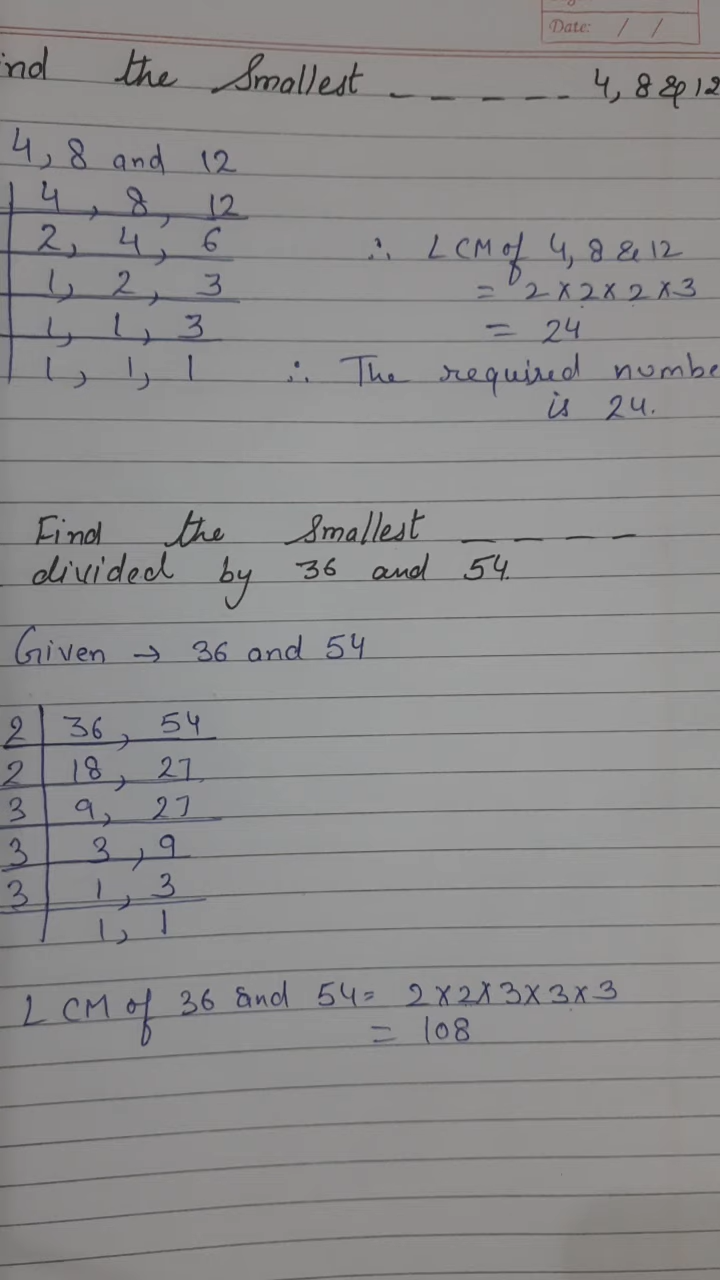 Date: / /
ind the Smallest _ _ _ _ _ 4, 8 & 12
4, 8 and 12
4, 8, 12
2, 4, 6
∴ LCM of 4, 8 & 12
1, 2, 3
= 2×2×2×3
1, 1, 3
= 24
1, 1, 1
∴ The required numbe
is 24.
Find the Smallest _ _ _ _
divided by 36 and 54.
Given → 36 and 54
2 | 36, 54
2 | 18, 27
3 | 9, 27
3 | 3, 9
3 | 1, 3
1, 1
LCM of 36 and 54 = 2×2×3×3×3
= 108